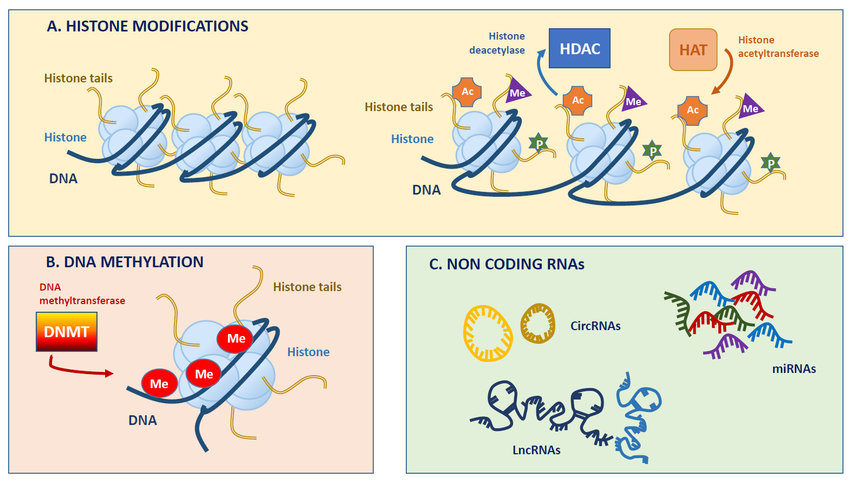 A. HISTONE MODIFICATIONS
Histone tails
Histone
DNA
Histone
deacetylase
HDAC
HAT
Histone
acetyltransferase
Histone tails
Histone
DNA
Ac
Me
P
Ac
Me
P
Ac
Me
P
B. DNA METHYLATION
DNA
methyltransferase
DNMT
Histone tails
Histone
Me
Me
Me
DNA
C. NON CODING RNAs
CircRNAs
miRNAs
LncRNAs